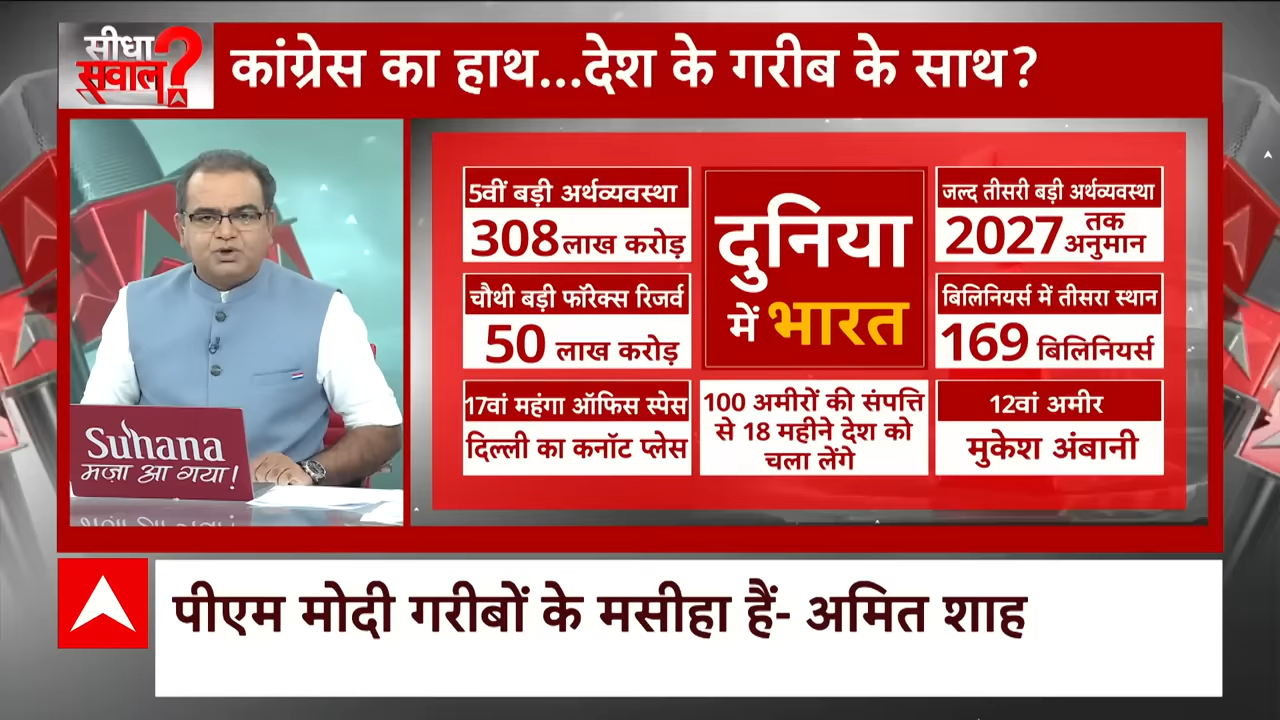 सीधा
सवाल?
कांग्रेस का हाथ...देश के गरीब के साथ?
5वीं बड़ी अर्थव्यवस्था
308 लाख करोड़
चौथी बड़ी फॉरेक्स रिजर्व
50 लाख करोड़
17वां महंगा ऑफिस स्पेस
दिल्ली का कनॉट प्लेस
दुनिया
में भारत
100 अमीरों की संपत्ति
से 18 महीने देश को
चला लेंगे
जल्द तीसरी बड़ी अर्थव्यवस्था
2027 तक
अनुमान
बिलिनियर्स में तीसरा स्थान
169 बिलिनियर्स
12वां अमीर
मुकेश अंबानी
Suhana
मज़ा आ गया!
पीएम मोदी गरीबों के मसीहा हैं- अमित शाह